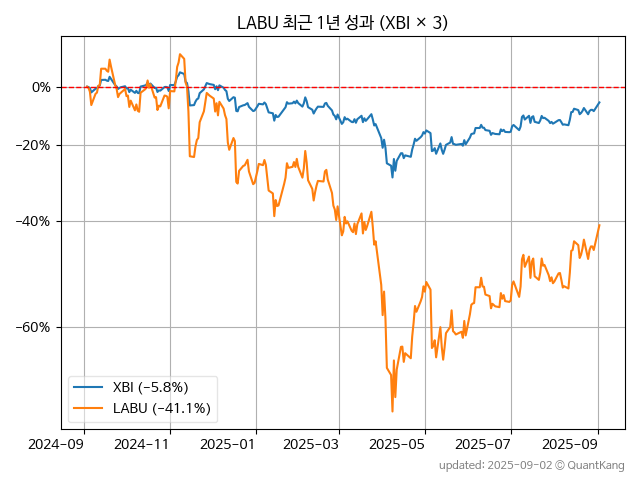 LABU 최근 1년 성과 (XBI × 3)
0%
−20%
−40%
−60%
XBI (−5.8%)
LABU (−41.1%)
2024-09 2024-11 2025-01 2025-03 2025-05 2025-07 2025-09
updated: 2025-09-02 © QuantKang